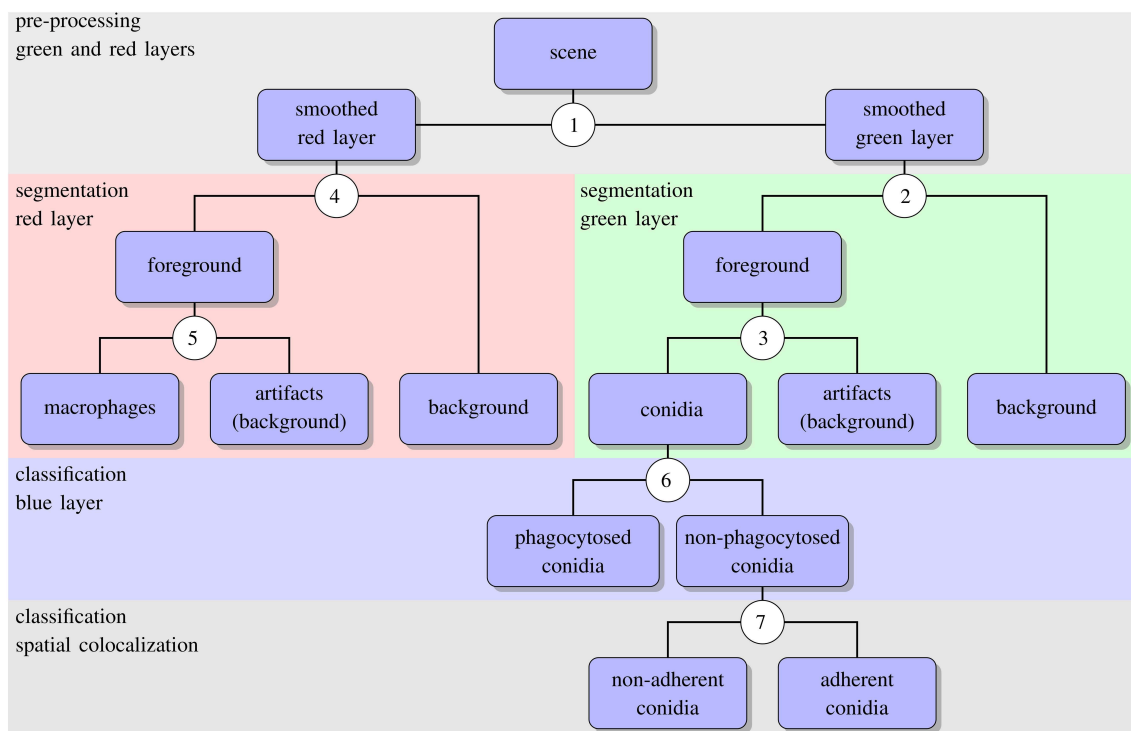 pre-processing
green and red layers
scene
smoothed
red layer
1
smoothed
green layer
segmentation
red layer
4
segmentation
green layer
2
foreground
foreground
5
3
macrophages
artifacts
(background)
background
conidia
artifacts
(background)
background
classification
blue layer
6
phagocytosed
conidia
non-phagocytosed
conidia
classification
spatial colocalization
7
non-adherent
conidia
adherent
conidia